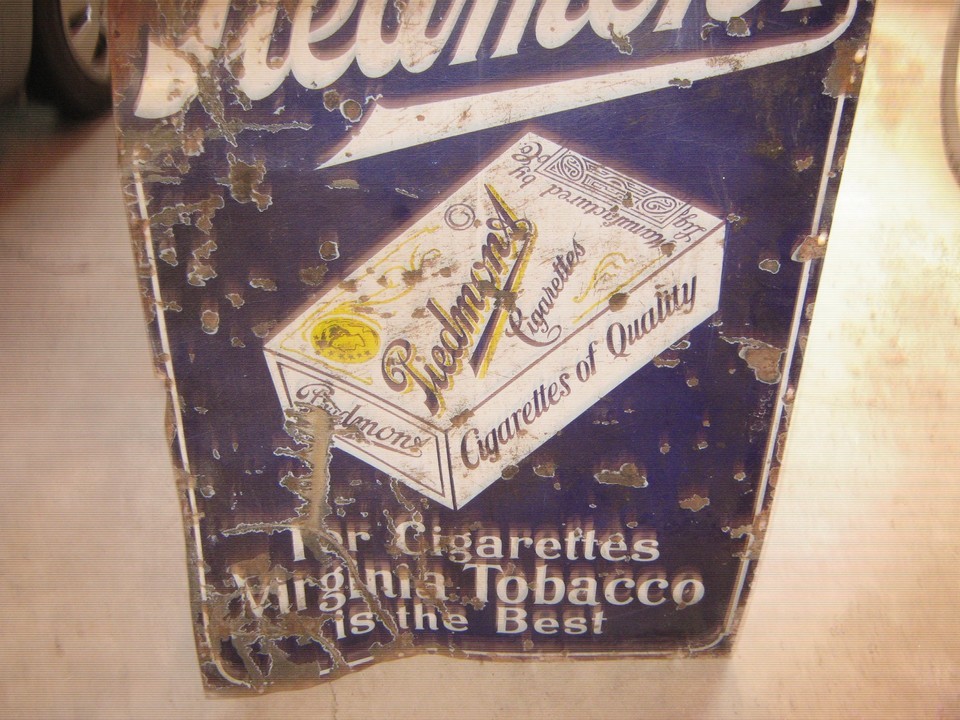 Piedmont
Manufactured by
Piedmont
Cigarettes
Cigarettes of Quality
Piedmont
For Cigarettes
Virginia Tobacco
is the Best